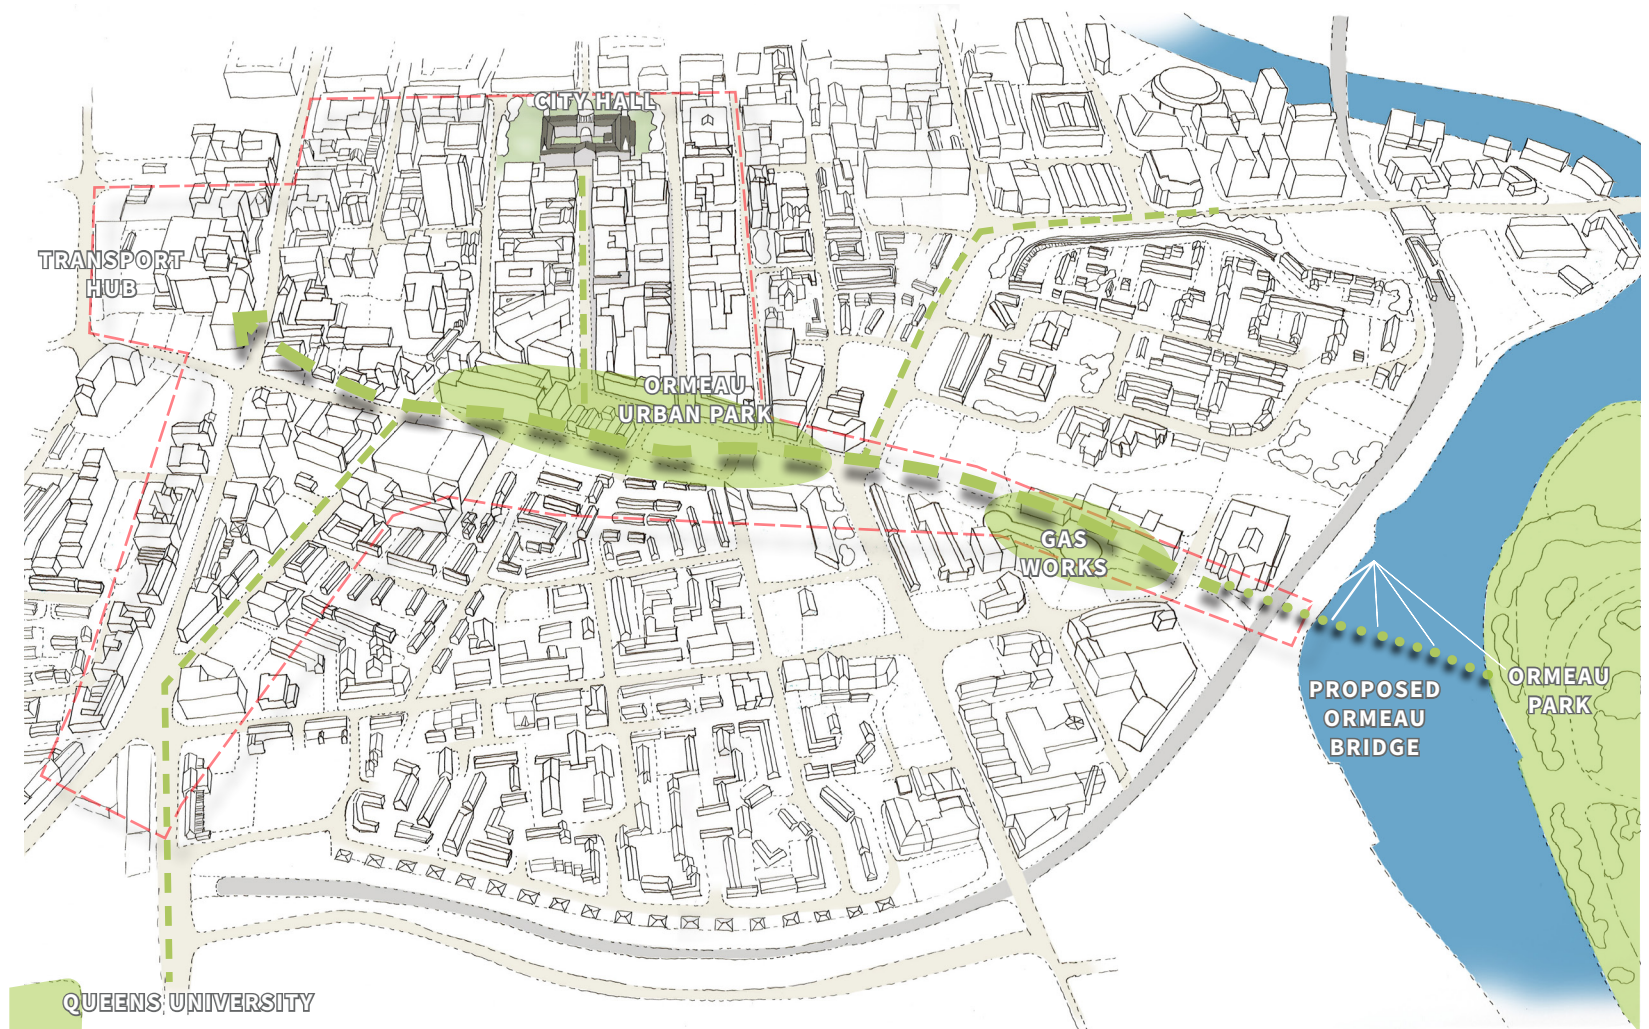 CITY HALL
TRANSPORT
HUB
ORMEAU
URBAN PARK
GAS
WORKS
ORMEAU
PARK
PROPOSED
ORMEAU
BRIDGE
QUEENS UNIVERSITY